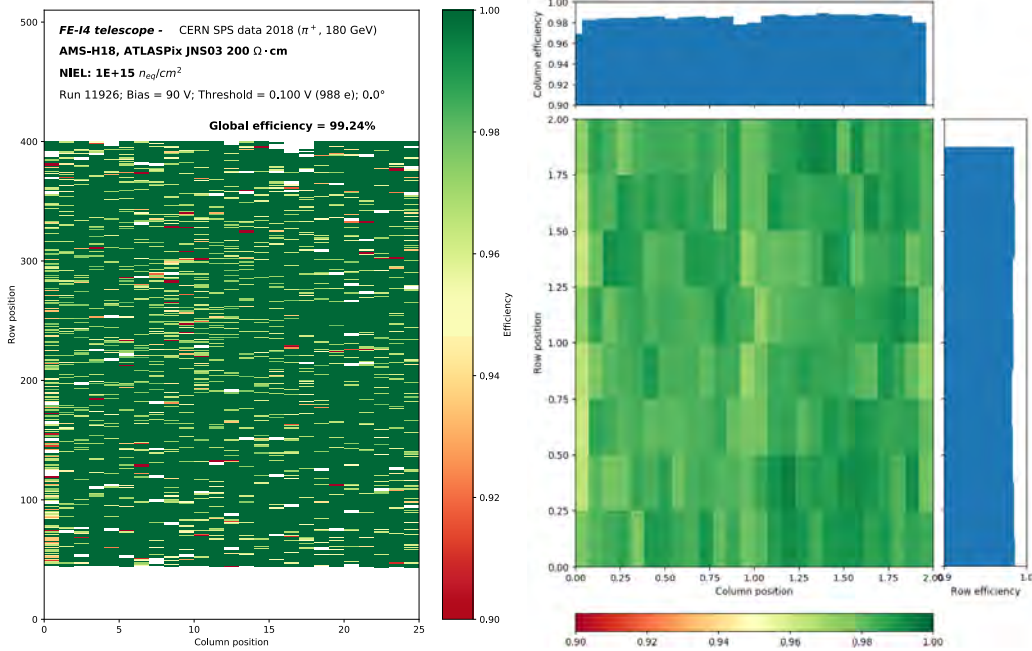 FE-I4 telescope - CERN SPS data 2018 (π⁺, 180 GeV)
AMS-H18, ATLASPix JNS03 200 Ω·cm
NIEL: 1E+15 n_eq/cm²
Run 11926; Bias = 90 V; Threshold = 0.100 V (988 e); 0.0°
Global efficiency = 99.24%
500
400
300
200
100
0
Row position
0 5 10 15 20 25
Column position
1.00
0.98
0.96
0.94
0.92
0.90
Efficiency
1.00
0.98
0.96
0.94
0.92
0.90
Column efficiency
2.00
1.75
1.50
1.25
1.00
0.75
0.50
0.25
0.00
Row position
0.00 0.25 0.50 0.75 1.00 1.25 1.50 1.75 2.00
Column position
0.9 1.0
Row efficiency
0.90 0.92 0.94 0.96 0.98 1.00